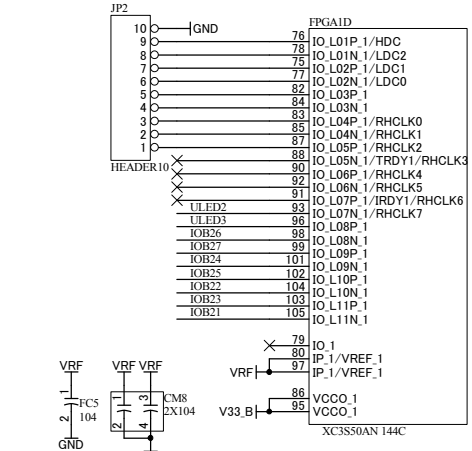 JP2
FPGA1D
10 GND
9 76 IO_L01P_1/HDC
8 78 IO_L01N_1/LDC2
7 75 IO_L02P_1/LDC1
6 77 IO_L02N_1/LDC0
5 82 IO_L03P_1
4 84 IO_L03N_1
3 83 IO_L04P_1/RHCLK0
2 85 IO_L04N_1/RHCLK1
1 87 IO_L05P_1/RHCLK2
HEADER10 88 IO_L05N_1/TRDY1/RHCLK3
90 IO_L06P_1/RHCLK4
92 IO_L06N_1/RHCLK5
91 IO_L07P_1/IRDY1/RHCLK6
ULED2 93 IO_L07N_1/RHCLK7
ULED3 96 IO_L08P_1
IOB26 98 IO_L08N_1
IOB27 99 IO_L09P_1
IOB24 101 IO_L09N_1
IOB25 102 IO_L10P_1
IOB22 104 IO_L10N_1
IOB23 103 IO_L11P_1
IOB21 105 IO_L11N_1
79 IO_1
80 IP_1/VREF_1
VRF 97 IP_1/VREF_1
86 VCCO_1
V33_B 95 VCCO_1
XC3S50AN 144C
VRF VRF VRF
1 FC5 1 3 CM8
2 104 2 4 2X104
GND